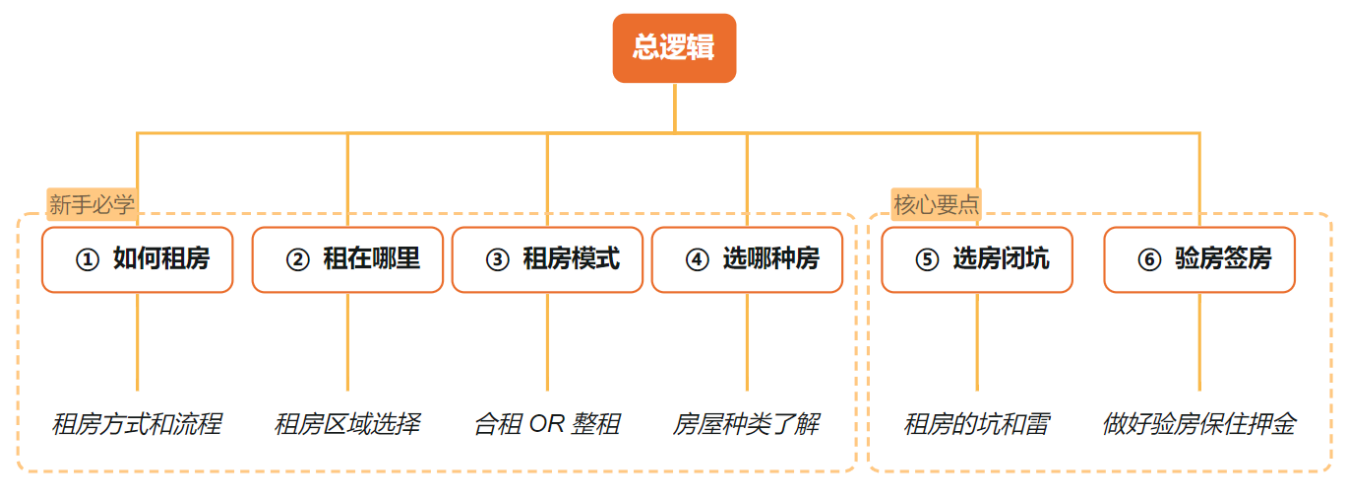 总逻辑
新手必学
核心要点
① 如何租房
② 租在哪里
③ 租房模式
④ 选哪种房
⑤ 选房闭坑
⑥ 验房签房
租房方式和流程
租房区域选择
合租 OR 整租
房屋种类了解
租房的坑和雷
做好验房保住押金